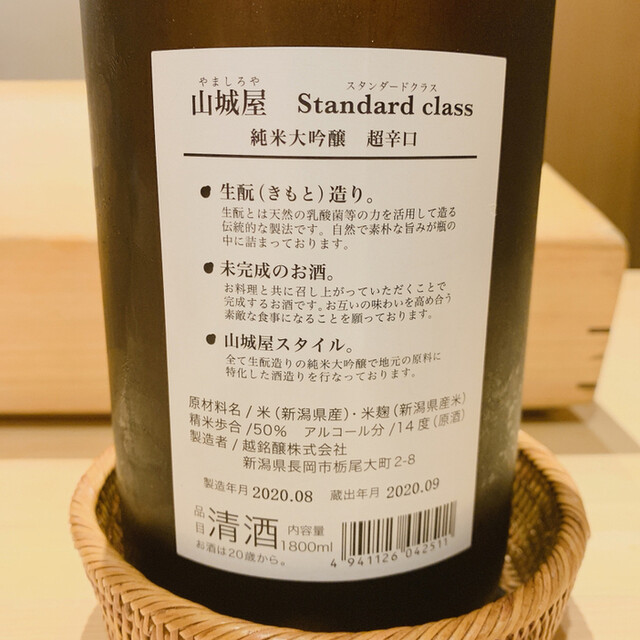 やましろや スタンダードクラス
山城屋 Standard class
純米大吟醸 超辛口
生酛（きもと）造り。
生酛とは天然の乳酸菌等の力を活用して造る
伝統的な製法です。自然で素朴な旨みが瓶の
中に詰まっております。
未完成のお酒。
お料理と共に召し上がっていただくことで
完成するお酒です。お互いの味わいを高め合う
素敵な食事になることを願っております。
山城屋スタイル。
全て生酛造りの純米大吟醸で地元の原料に
特化した酒造りを行なっております。
原材料名/米（新潟県産）・米麹（新潟県産米）
精米歩合/50% アルコール分/14度（原酒）
製造者/越銘醸株式会社
新潟県長岡市栃尾大町2-8
製造年月 2020.08 蔵出年月 2020.09
品目 清酒 内容量 1800ml
お酒は20歳から。
4 941126 042511